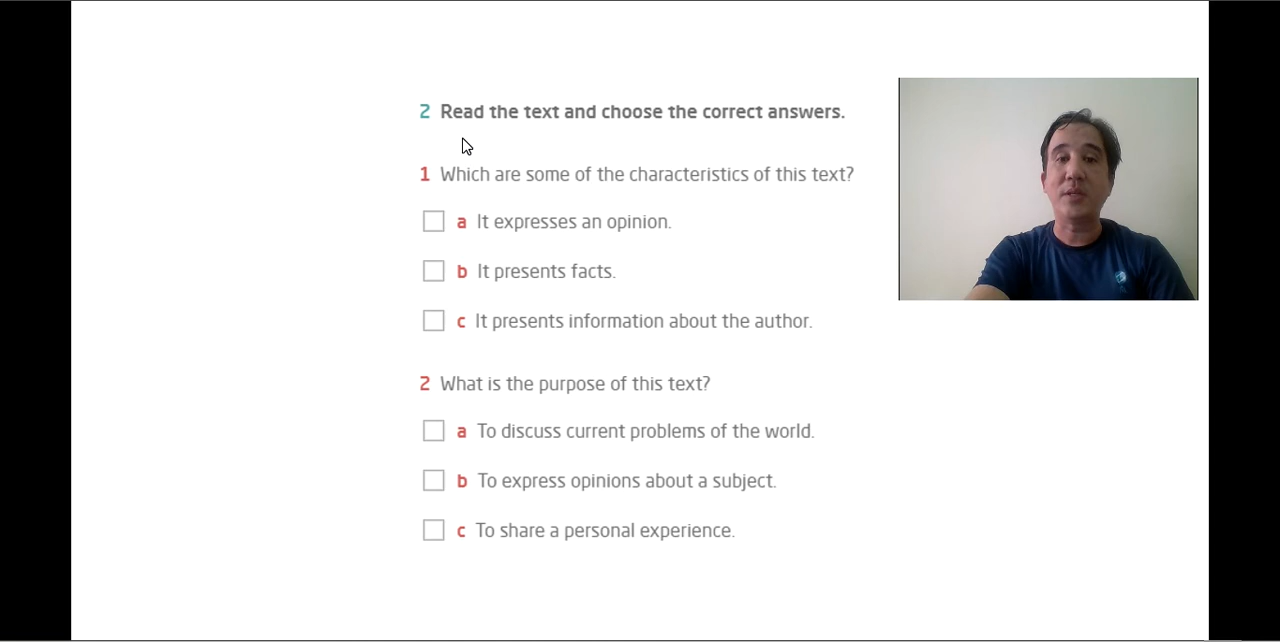 2 Read the text and choose the correct answers.
1 Which are some of the characteristics of this text?
a It expresses an opinion.
b It presents facts.
c It presents information about the author.
2 What is the purpose of this text?
a To discuss current problems of the world.
b To express opinions about a subject.
c To share a personal experience.